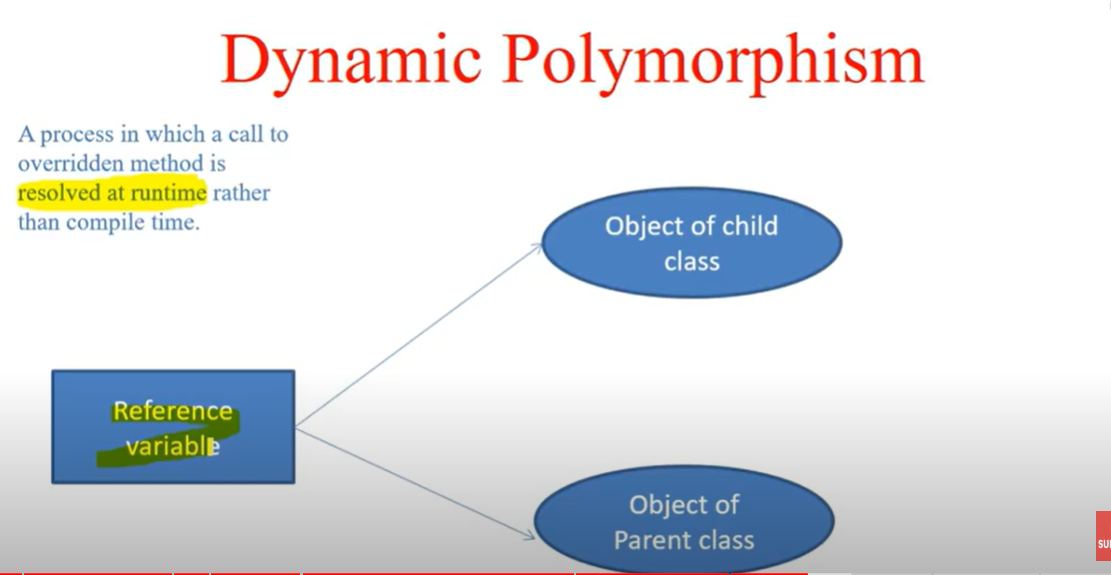 Dynamic Polymorphism
A process in which a call to
overridden method is
resolved at runtime rather
than compile time.
Object of child
class
Reference
variable
Object of
Parent class